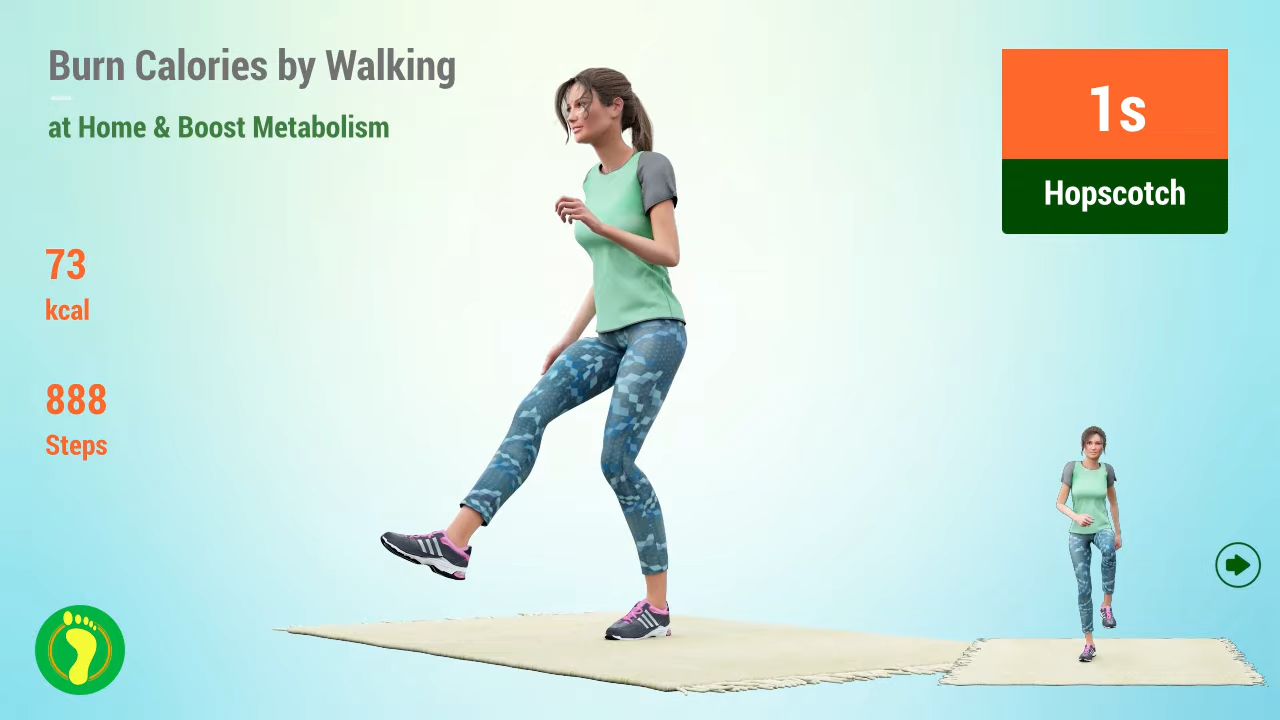 Burn Calories by Walking
at Home & Boost Metabolism
1s
Hopscotch
73
kcal
888
Steps